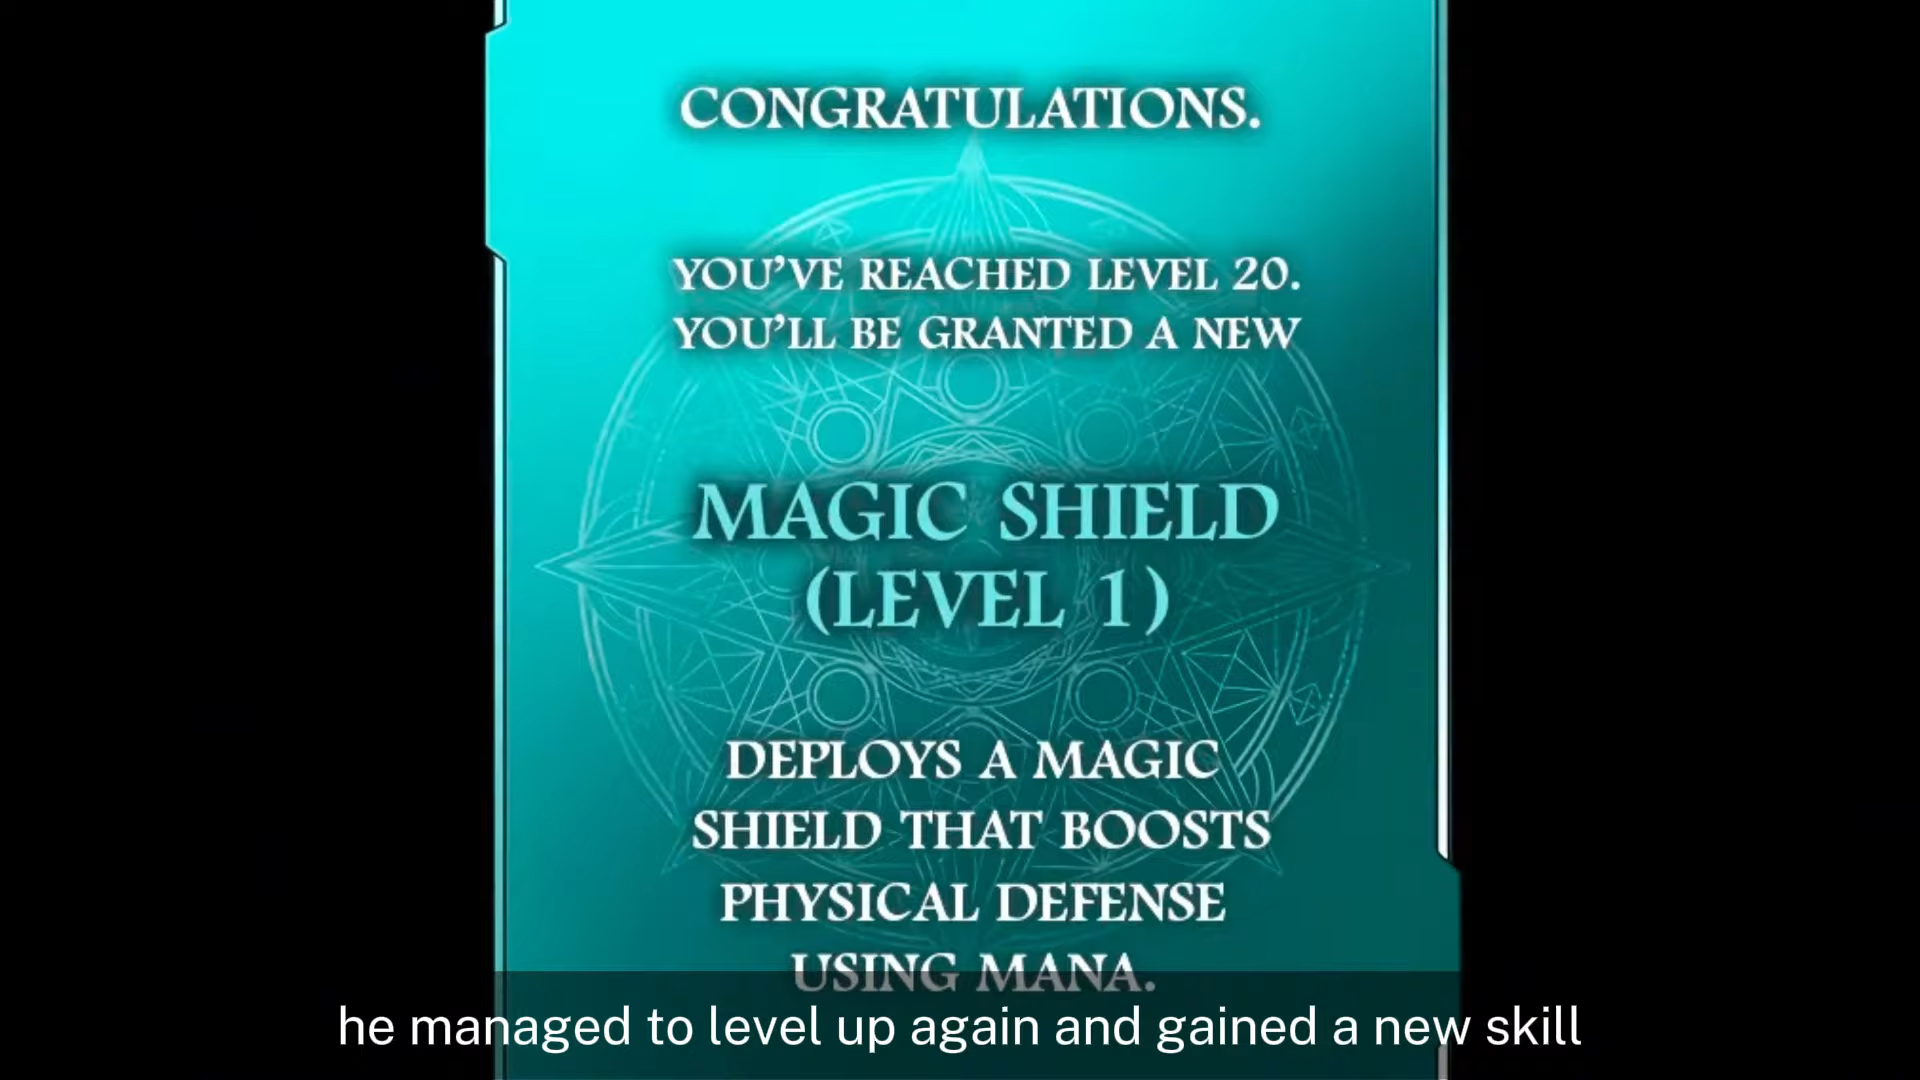 CONGRATULATIONS.
YOU'VE REACHED LEVEL 20.
YOU'LL BE GRANTED A NEW
MAGIC SHIELD
(LEVEL 1)
DEPLOYS A MAGIC
SHIELD THAT BOOSTS
PHYSICAL DEFENSE
USING MANA.
he managed to level up again and gained a new skill